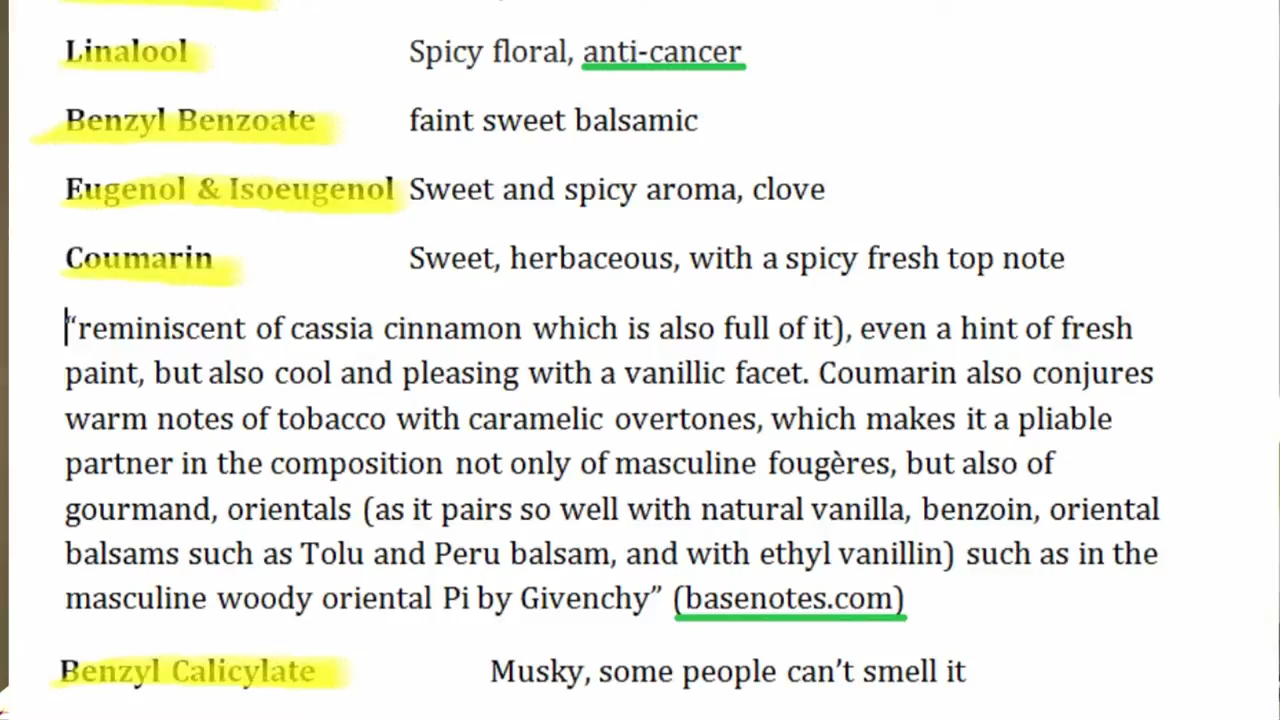 Linalool Spicy floral, anti-cancer
Benzyl Benzoate faint sweet balsamic
Eugenol & Isoeugenol Sweet and spicy aroma, clove
Coumarin Sweet, herbaceous, with a spicy fresh top note
“reminiscent of cassia cinnamon which is also full of it), even a hint of fresh
paint, but also cool and pleasing with a vanillic facet. Coumarin also conjures
warm notes of tobacco with caramelic overtones, which makes it a pliable
partner in the composition not only of masculine fougères, but also of
gourmand, orientals (as it pairs so well with natural vanilla, benzoin, oriental
balsams such as Tolu and Peru balsam, and with ethyl vanillin) such as in the
masculine woody oriental Pi by Givenchy” (basenotes.com)
Benzyl Calicylate Musky, some people can’t smell it